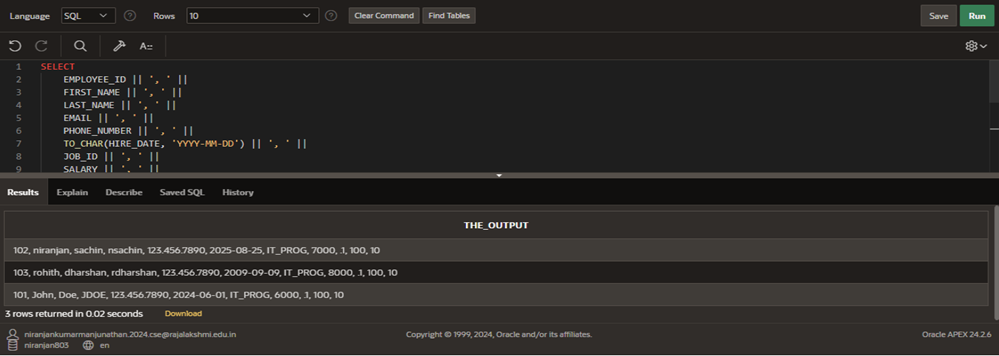 Language SQL Rows 10 Clear Command Find Tables Save Run
A::
1 SELECT
2 EMPLOYEE_ID || ', ' ||
3 FIRST_NAME || ', ' ||
4 LAST_NAME || ', ' ||
5 EMAIL || ', ' ||
6 PHONE_NUMBER || ', ' ||
7 TO_CHAR(HIRE_DATE, 'YYYY-MM-DD') || ', ' ||
8 JOB_ID || ', ' ||
9 SALARY || ', ' ||
Results Explain Describe Saved SQL History
THE_OUTPUT
102, niranjan, sachin, nsachin, 123.456.7890, 2025-08-25, IT_PROG, 7000, .1, 100, 10
103, rohith, dharshan, rdharshan, 123.456.7890, 2009-09-09, IT_PROG, 8000, .1, 100, 10
101, John, Doe, JDOE, 123.456.7890, 2024-06-01, IT_PROG, 6000, .1, 100, 10
3 rows returned in 0.02 seconds Download
niranjankumarmanjunathan.2024.cse@rajalakshmi.edu.in Copyright © 1999, 2024, Oracle and/or its affiliates. Oracle APEX 24.2.6
niranjan803 en